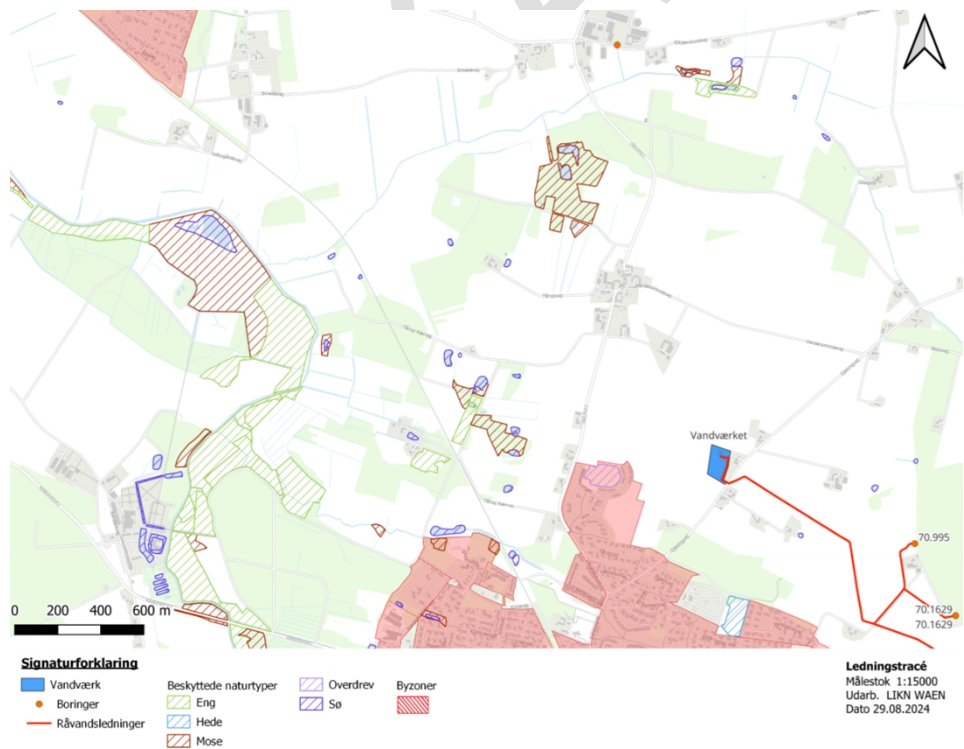 Vandværket
70.995
70.1629
70.1629
0 200 400 600 m
Signaturforklaring
Vandværk
Boringer
Råvandsledninger
Beskyttede naturtyper
Eng
Hede
Mose
Overdrev
Sø
Byzoner
Ledningstracé
Målestok 1:15000
Udarb. LIKN WAEN
Dato 29.08.2024